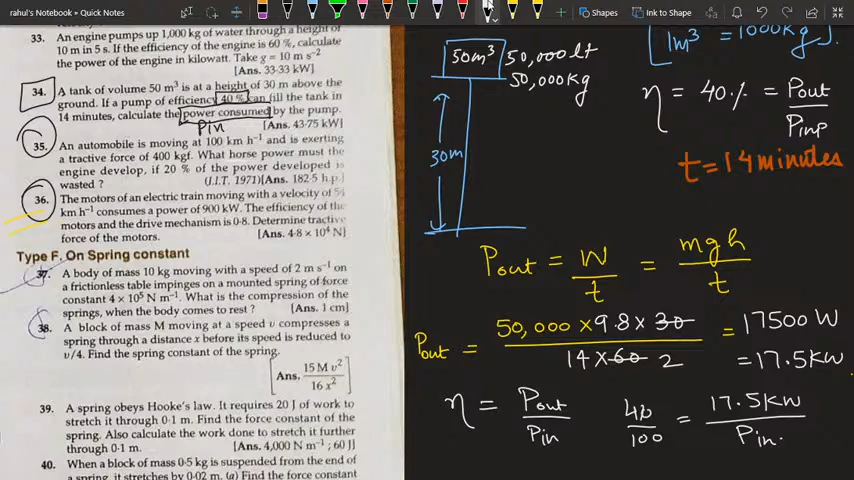 rahul's Notebook » Quick Notes
Shapes
Ink to Shape
33. An engine pumps up 1,000 kg of water through a height of
10 m in 5 s. If the efficiency of the engine is 60 %, calculate
the power of the engine in kilowatt. Take g = 10 m s⁻²
[Ans. 33·33 kW]
34. A tank of volume 50 m³ is at a height of 30 m above the
ground. If a pump of efficiency 40 % can fill the tank in
14 minutes, calculate the power consumed by the pump.
Pin
[Ans. 43·75 kW]
35. An automobile is moving at 100 km h⁻¹ and is exerting
a tractive force of 400 kgf. What horse power must the
engine develop, if 20 % of the power developed is
wasted ? (J.I.T. 1971)[Ans. 182·5 h.p.]
36. The motors of an electric train moving with a velocity of
km h⁻¹ consumes a power of 900 kW. The efficiency of the
motors and the drive mechanism is 0·8. Determine tractive
force of the motors. [Ans. 4·8 × 10⁴ N]
Type F. On Spring constant
37. A body of mass 10 kg moving with a speed of 2 m s⁻¹ on
a frictionless table impinges on a mounted spring of force
constant 4 × 10⁵ N m⁻¹. What is the compression of the
springs, when the body comes to rest ? [Ans. 1 cm]
38. A block of mass M moving at a speed υ compresses a
spring through a distance x before its speed is reduced to
υ/4. Find the spring constant of the spring.
[Ans. 15 M υ² / 16 x²]
39. A spring obeys Hooke's law. It requires 20 J of work to
stretch it through 0·1 m. Find the force constant of the
spring. Also calculate the work done to stretch it further
through 0·1 m. [Ans. 4,000 N m⁻¹ ; 60 J]
40. When a block of mass 0·5 kg is suspended from the end of
a spring, it stretches by 0·02 m. (a) Find the force constant
[1m³ = 1000kg].
50m³ 50,000lt
50,000kg
30m
η = 40% = Pout / Pinp
t = 14 minutes
Pout = W / t = mgh / t
Pout = 50,000 × 9.8 × 30 / 14 × 60 2 = 17500 W
= 17.5KW
η = Pout / Pin 40 / 100 = 17.5KW / Pin.